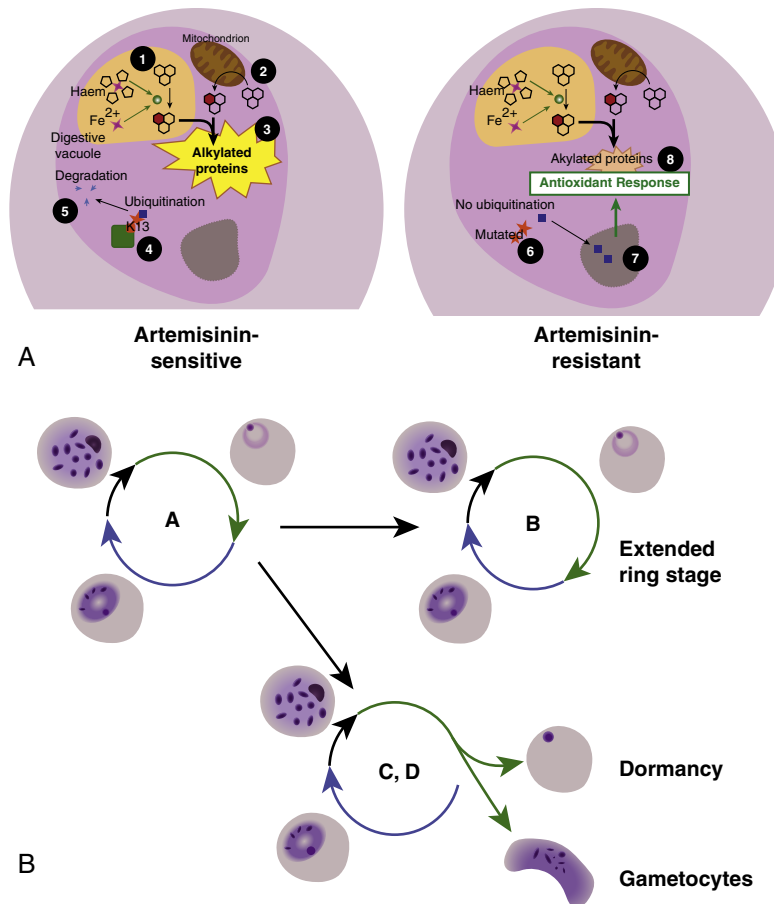 Mitochondrion
1
2
Haem
Fe2+
3
Digestive
vacuole
Alkylated
proteins
Degradation
Ubiquitination
5
K13
4
Artemisinin-
sensitive
Haem
Fe2+
Akylated proteins
8
Antioxidant Response
No ubiquitination
Mutated
6
7
Artemisinin-
resistant
A
A
B
Extended
ring stage
C, D
Dormancy
Gametocytes
B